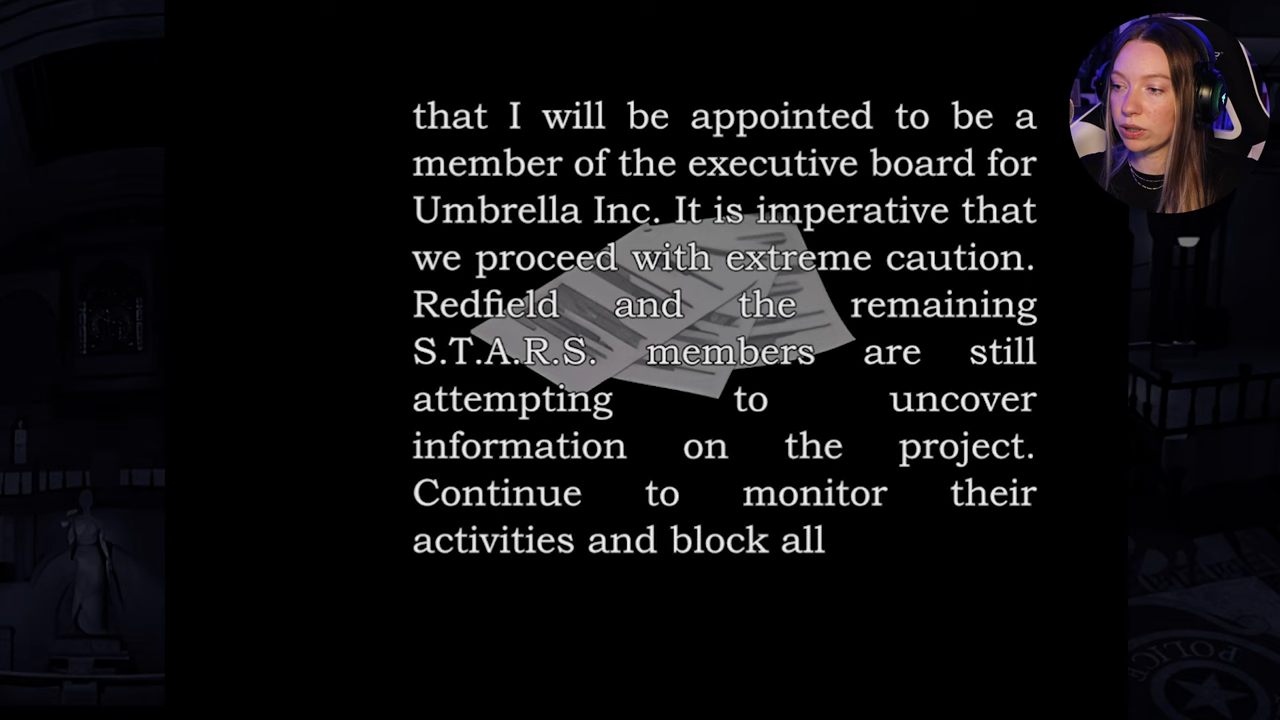 that I will be appointed to be a
member of the executive board for
Umbrella Inc. It is imperative that
we proceed with extreme caution.
Redfield and the remaining
S.T.A.R.S. members are still
attempting to uncover
information on the project.
Continue to monitor their
activities and block all
POLICE